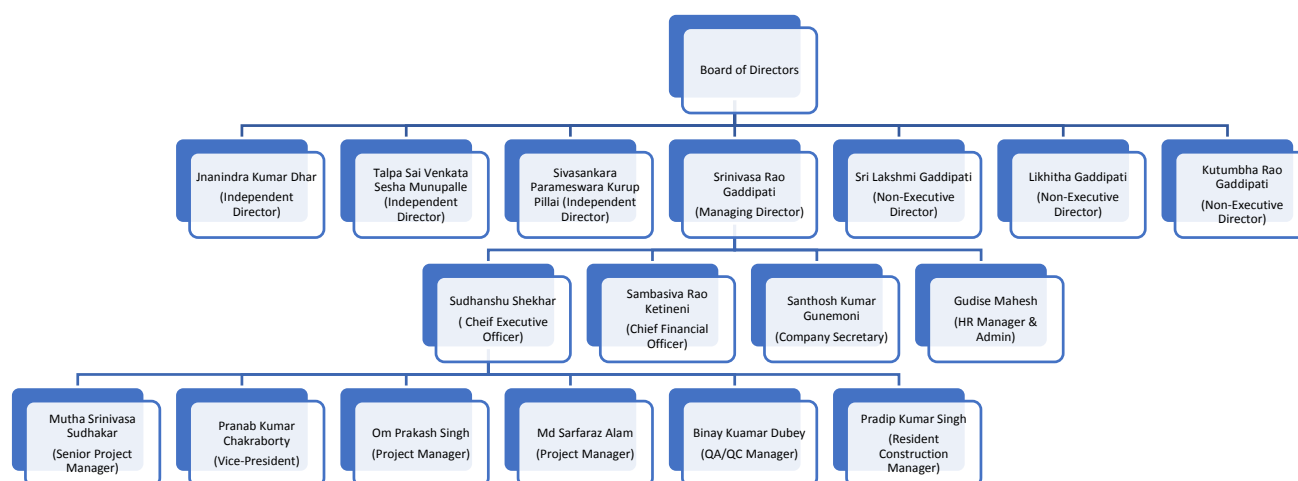 Board of Directors
Jnanindra Kumar Dhar
(Independent
Director)
Talpa Sai Venkata
Sesha Munupalle
(Independent
Director)
Sivasankara
Parameswara Kurup
Pillai (Independent
Director)
Srinivasa Rao
Gaddipati
(Managing Director)
Sri Lakshmi Gaddipati
(Non-Executive
Director)
Likhitha Gaddipati
(Non-Executive
Director)
Kutumbha Rao
Gaddipati
(Non-Executive
Director)
Sudhanshu Shekhar
( Cheif Executive
Officer)
Sambasiva Rao
Ketineni
(Chief Financial
Officer)
Santhosh Kumar
Gunemoni
(Company Secretary)
Gudise Mahesh
(HR Manager &
Admin)
Mutha Srinivasa
Sudhakar
(Senior Project
Manager)
Pranab Kumar
Chakraborty
(Vice-President)
Om Prakash Singh
(Project Manager)
Md Sarfaraz Alam
(Project Manager)
Binay Kuamar Dubey
(QA/QC Manager)
Pradip Kumar Singh
(Resident
Construction
Manager)